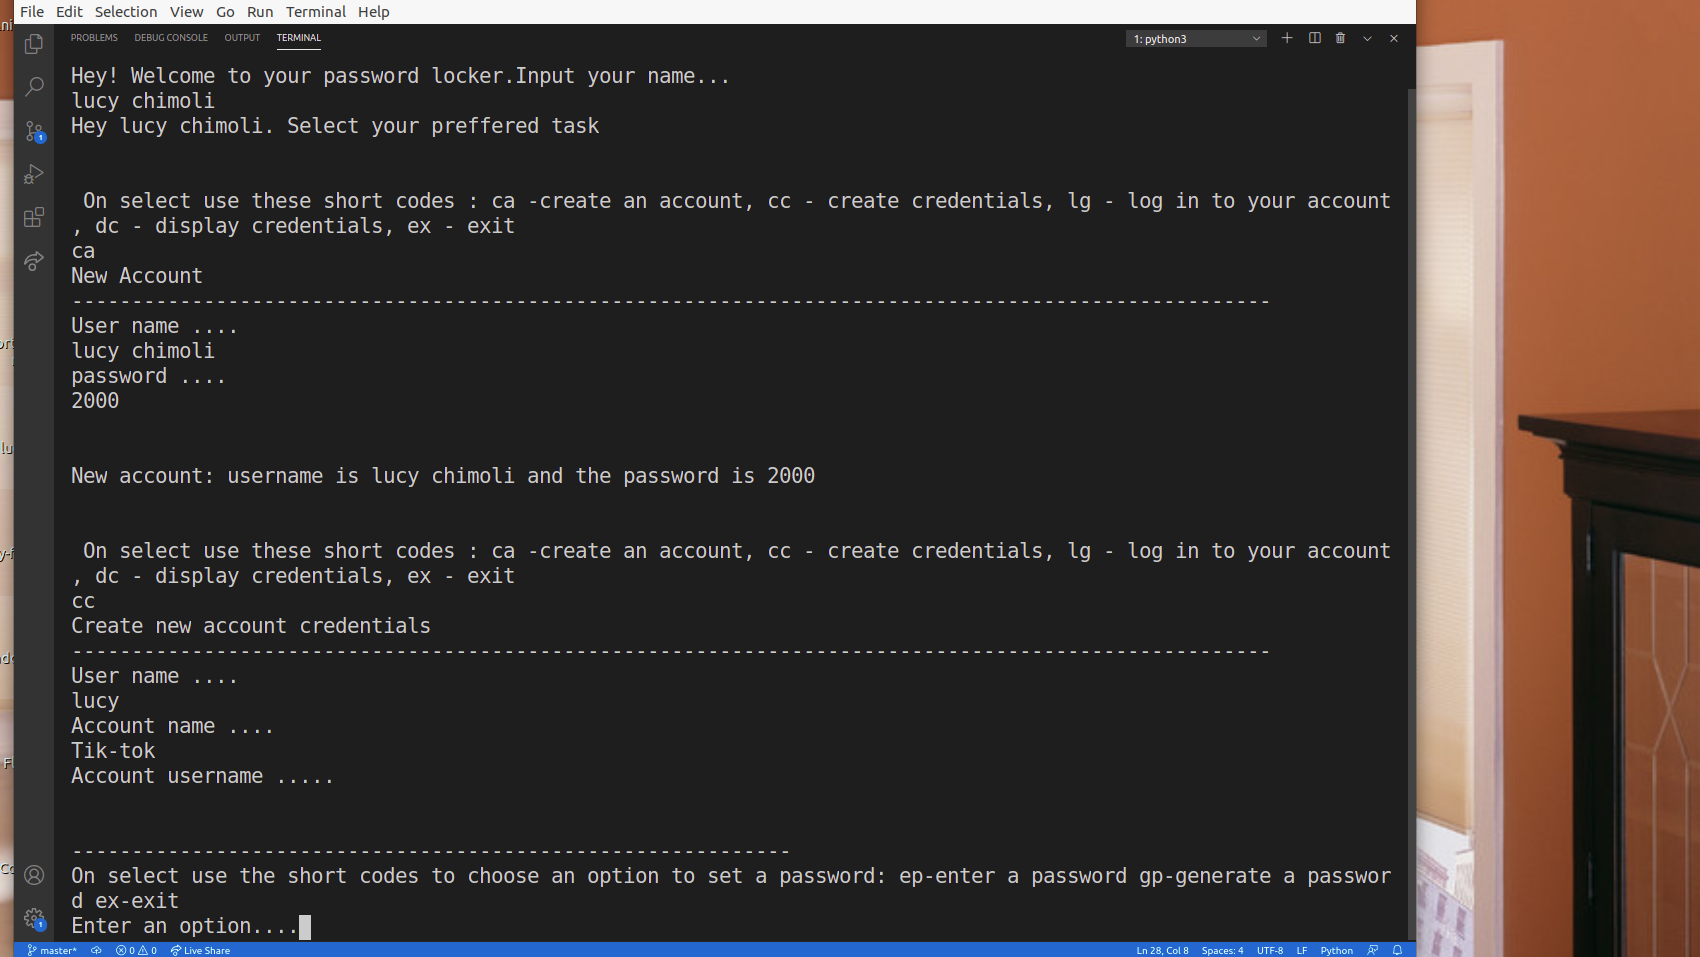 File Edit Selection View Go Run Terminal Help
PROBLEMS DEBUG CONSOLE OUTPUT TERMINAL
1: python3
Hey! Welcome to your password locker.Input your name...
lucy chimoli
Hey lucy chimoli. Select your preffered task
On select use these short codes : ca -create an account, cc - create credentials, lg - log in to your account
, dc - display credentials, ex - exit
ca
New Account
----------------------------------------------------------------------------------------------------
User name ....
lucy chimoli
password ....
2000
New account: username is lucy chimoli and the password is 2000
On select use these short codes : ca -create an account, cc - create credentials, lg - log in to your account
, dc - display credentials, ex - exit
cc
Create new account credentials
----------------------------------------------------------------------------------------------------
User name ....
lucy
Account name ....
Tik-tok
Account username .....
------------------------------------------------------------
On select use the short codes to choose an option to set a password: ep-enter a password gp-generate a passwor
d ex-exit
Enter an option....
master* 0 0 Live Share
Ln 28, Col 8 Spaces: 4 UTF-8 LF Python